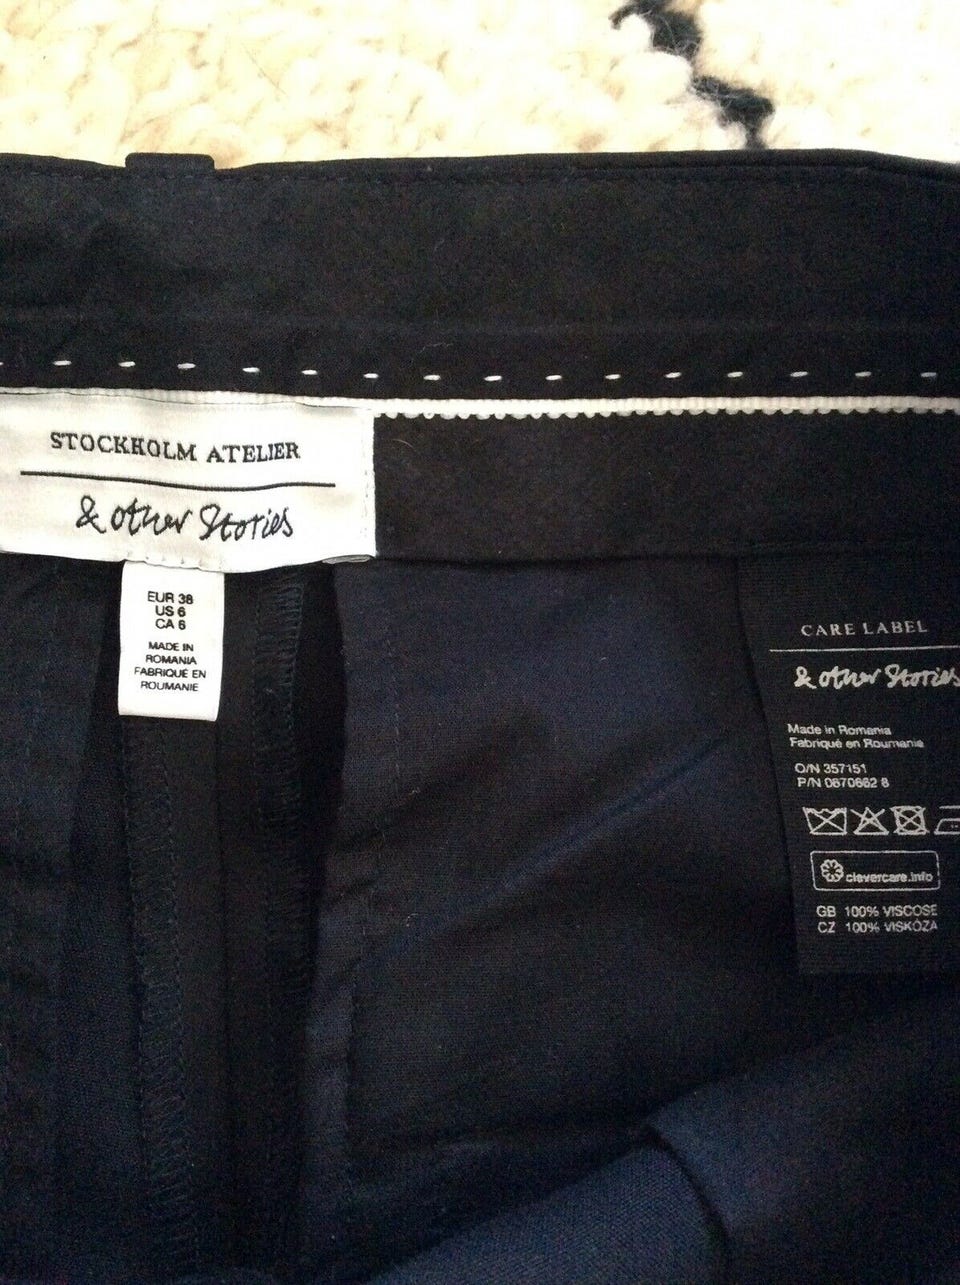 STOCKHOLM ATELIER
& other Stories
EUR 38
US 6
CA 6
MADE IN
ROMANIA
FABRIQUÉ EN
ROUMANIE
CARE LABEL
& other Stories
Made in Romania
Fabriqué en Roumanie
O/N 357151
P/N 0670662 8
clevercare.info
GB 100% VISCOSE
CZ 100% VISKÓZA